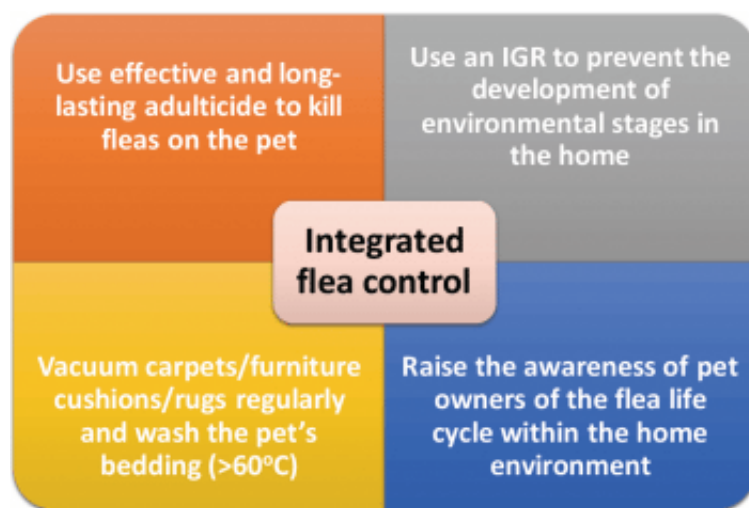 Use effective and long-
lasting adulticide to kill
fleas on the pet
Use an IGR to prevent the
development of
environmental stages in
the home
Integrated
flea control
Vacuum carpets/furniture
cushions/rugs regularly
and wash the pet's
bedding (>60°C)
Raise the awareness of pet
owners of the flea life
cycle within the home
environment